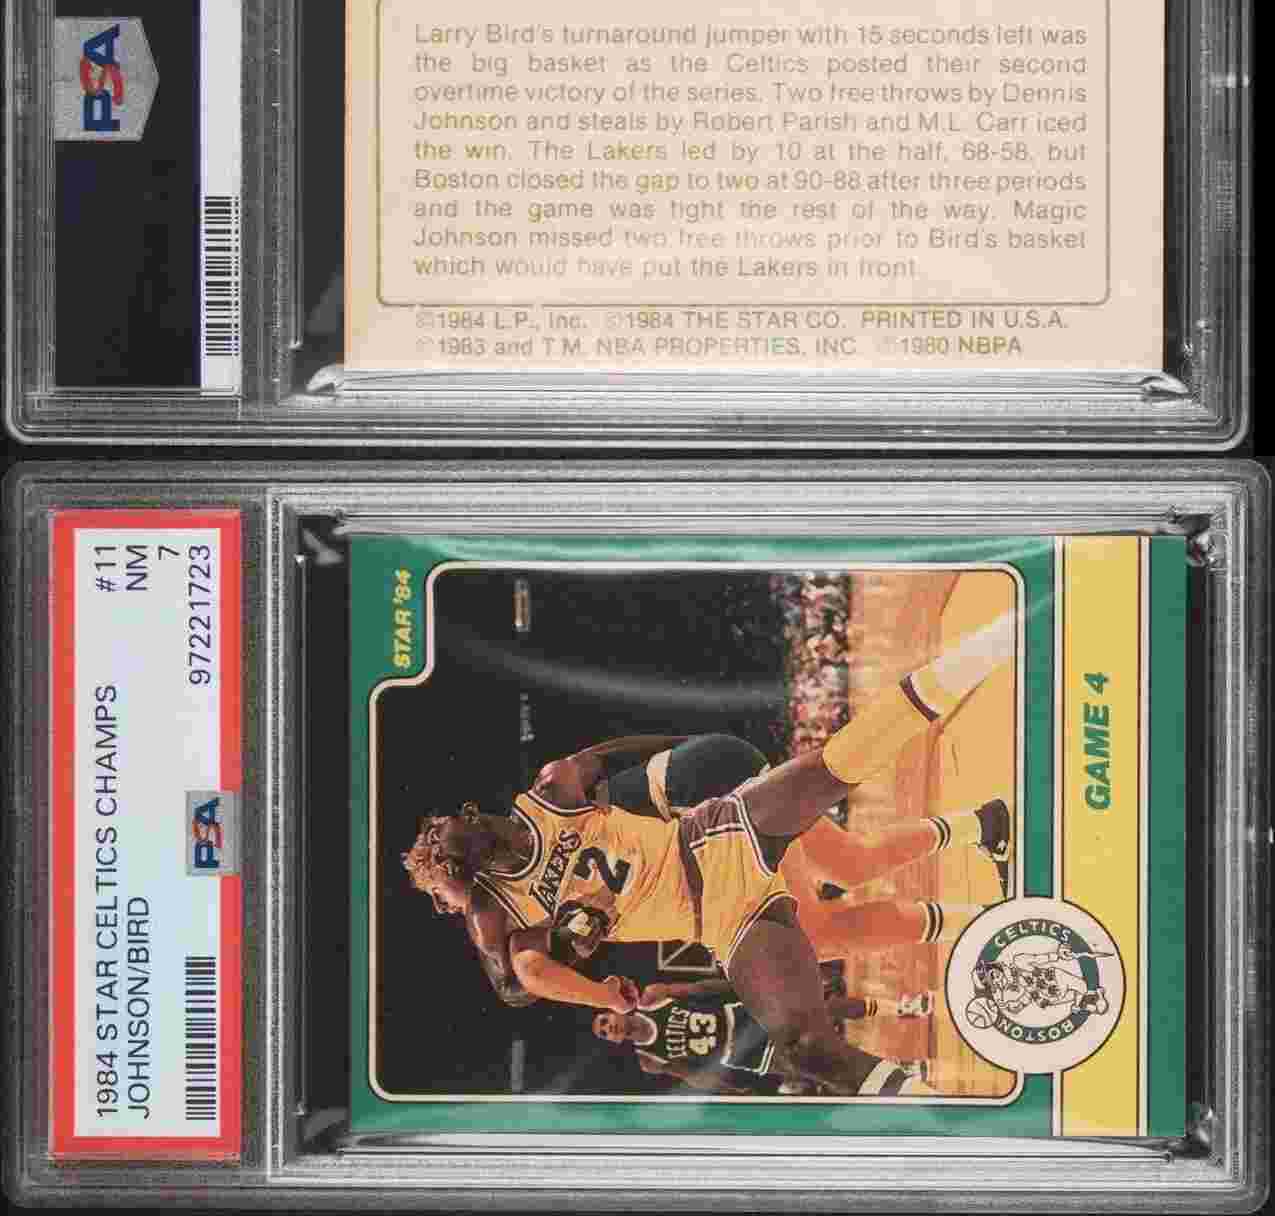 PSA
Larry Bird's turnaround jumper with 15 seconds left was
the big basket as the Celtics posted their second
overtime victory of the series. Two free throws by Dennis
Johnson and steals by Robert Parish and M.L. Carr iced
the win. The Lakers led by 10 at the half, 68-58, but
Boston closed the gap to two at 90-88 after three periods
and the game was tight the rest of the way. Magic
Johnson missed two free throws prior to Bird's basket
which would have put the Lakers in front.
©1984 L.P., Inc. ©1984 THE STAR CO. PRINTED IN U.S.A.
©1983 and T.M. NBA PROPERTIES, INC. ©1980 NBPA
1984 STAR CELTICS CHAMPS #11
JOHNSON/BIRD NM
7
PSA 97221723
STAR '84
LAKERS
2
CELTICS
43
GAME 4
CELTICS
BOSTON